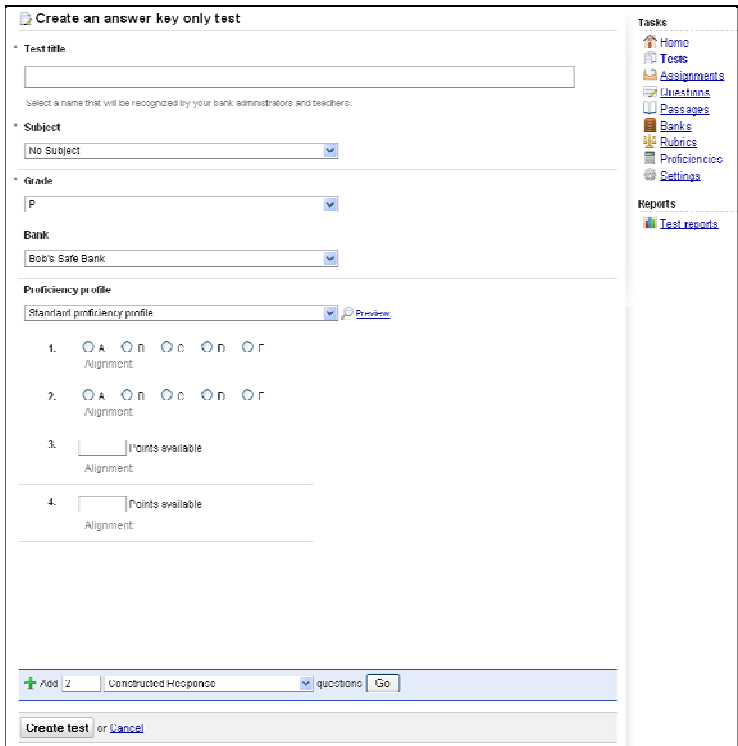 Create an answer key only test
* Test title
Select a name that will be recognized by your bank administrators and teachers.
* Subject
No Subject
* Grade
P
Bank
Bob's Safe Bank
Proficiency profile
Standard proficiency profile Preview
1. A B C D E
Alignment
2. A B C D E
Alignment
3. Points available
Alignment
4. Points available
Alignment
Add 2 Constructed Response questions Go
Create test or Cancel
Tasks
Home
Tests
Assignments
Questions
Passages
Banks
Rubrics
Proficiencies
Settings
Reports
Test reports